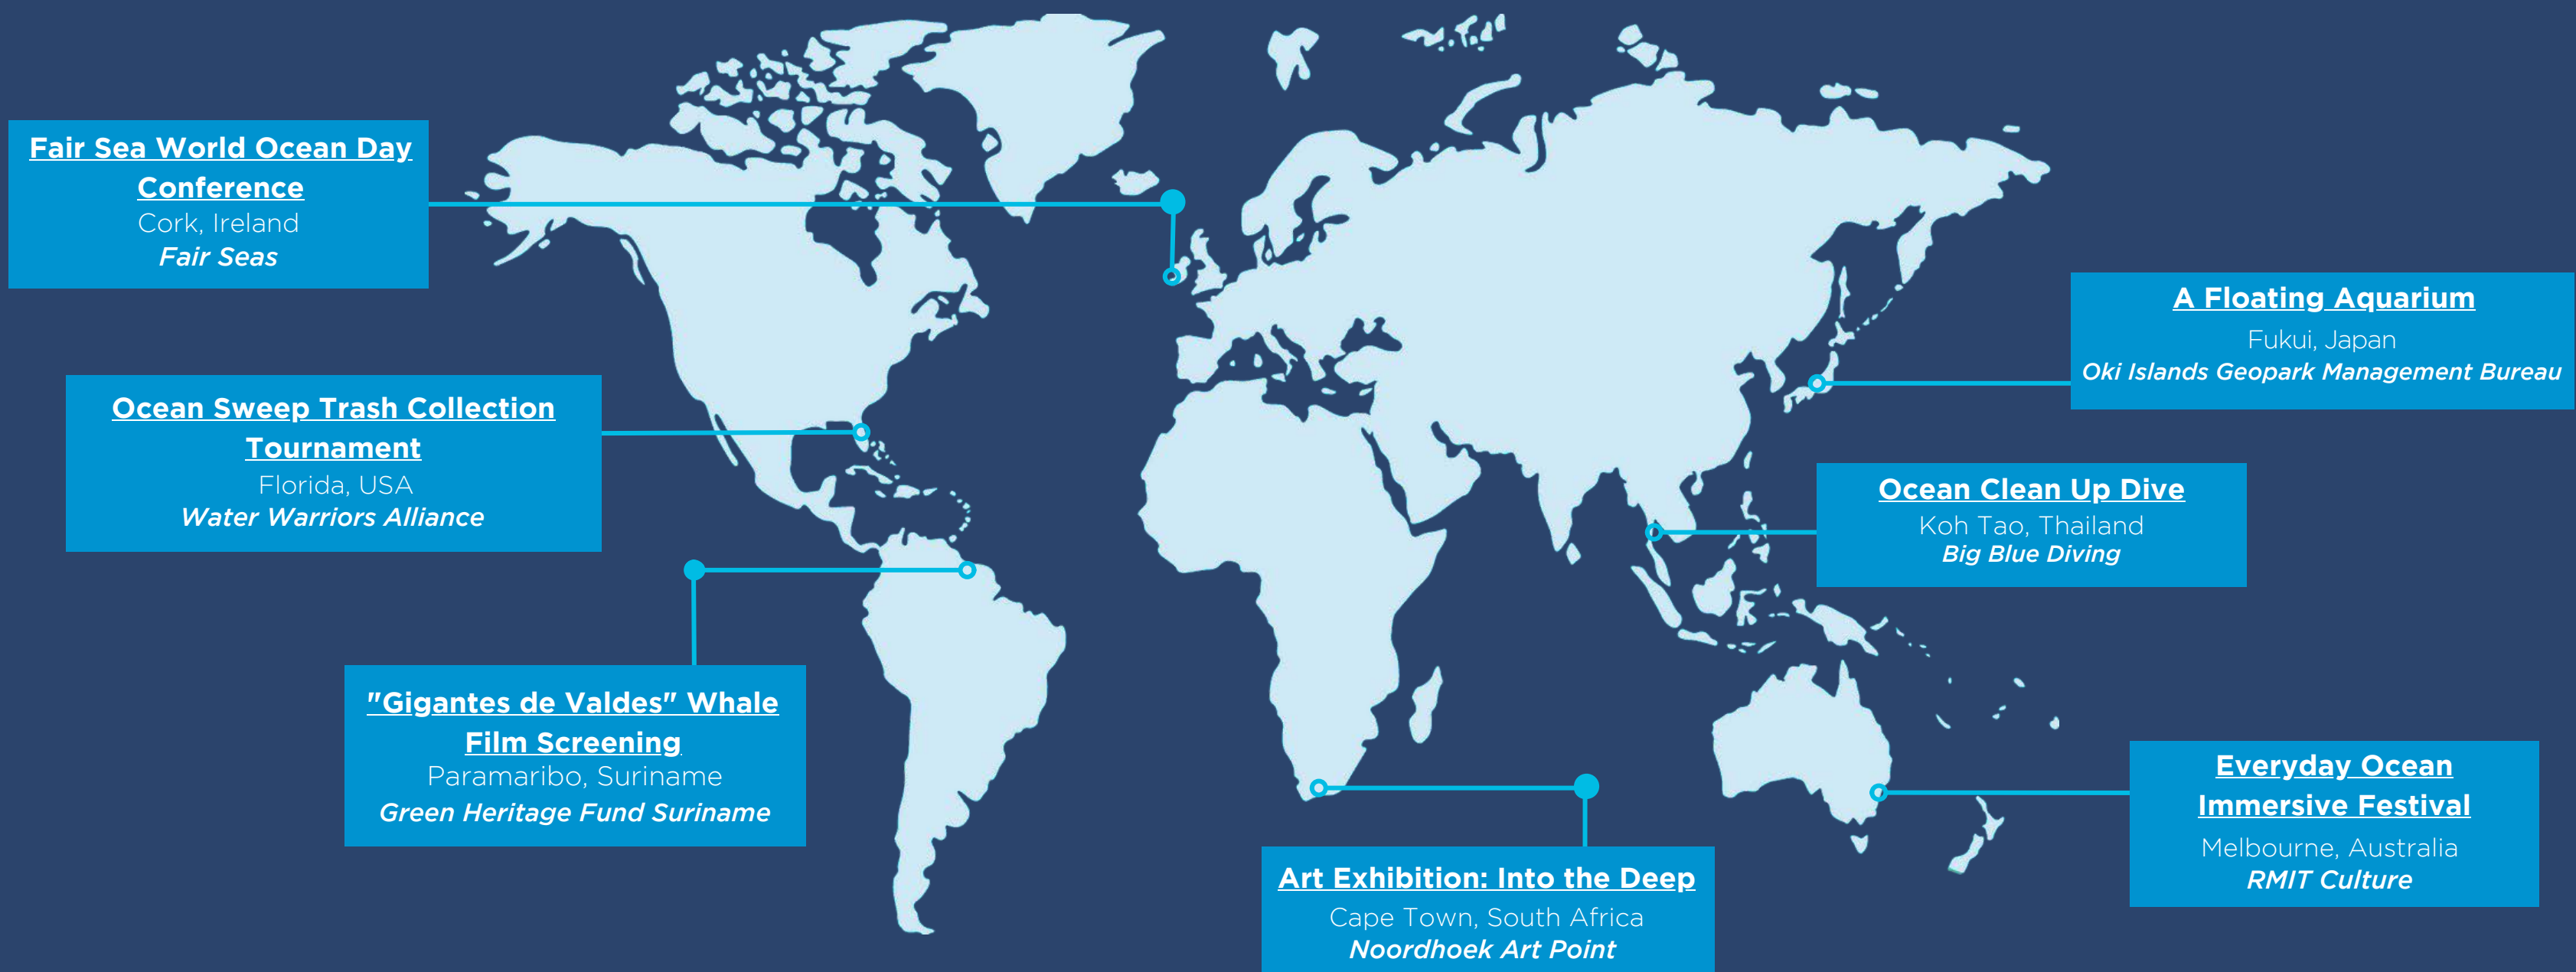 Fair Sea World Ocean Day
Conference
Cork, Ireland
Fair Seas
Ocean Sweep Trash Collection
Tournament
Florida, USA
Water Warriors Alliance
"Gigantes de Valdes" Whale
Film Screening
Paramaribo, Suriname
Green Heritage Fund Suriname
Art Exhibition: Into the Deep
Cape Town, South Africa
Noordhoek Art Point
A Floating Aquarium
Fukui, Japan
Oki Islands Geopark Management Bureau
Ocean Clean Up Dive
Koh Tao, Thailand
Big Blue Diving
Everyday Ocean
Immersive Festival
Melbourne, Australia
RMIT Culture